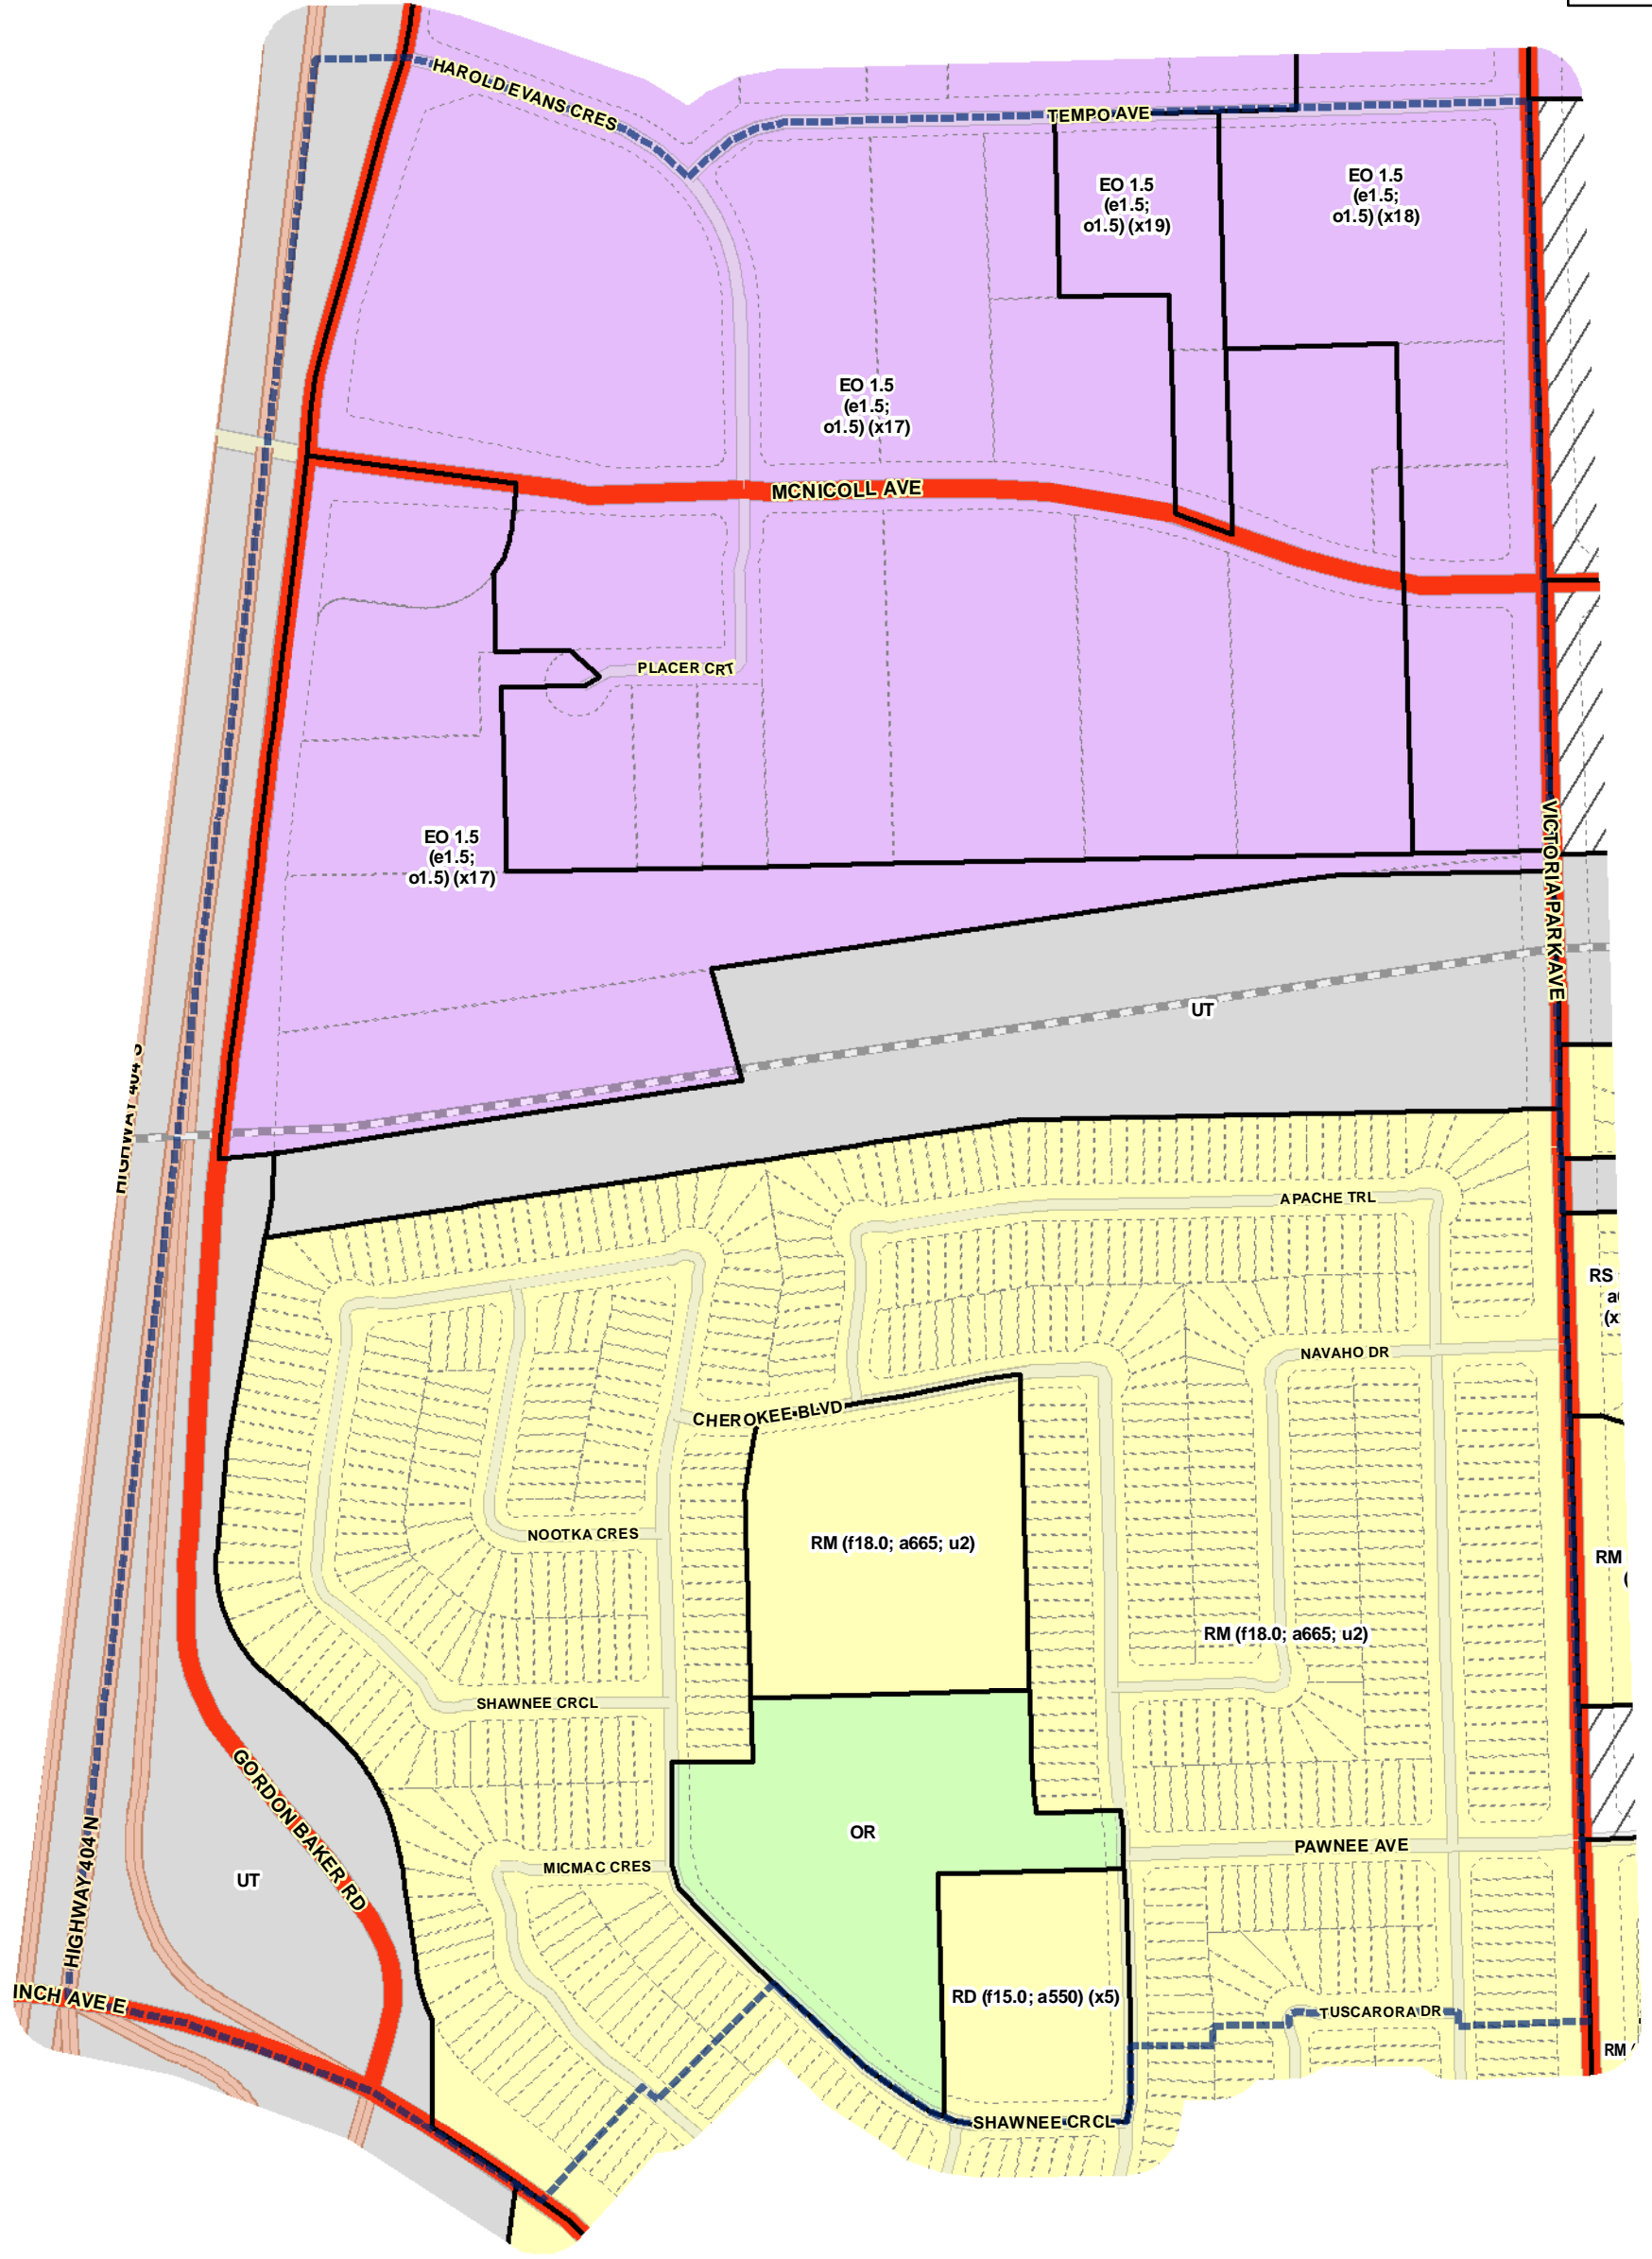 HAROLD EVANS CRES
TEMPO AVE
EO 1.5
(e1.5;
o1.5) (x19)
EO 1.5
(e1.5;
o1.5) (x18)
EO 1.5
(e1.5;
o1.5) (x17)
MCNICOLL AVE
PLACER CRT
EO 1.5
(e1.5;
o1.5) (x17)
VICTORIA PARK AVE
UT
HIGHWAY 404 S
APACHE TRL
RS
NAVAHO DR
CHEROKEE BLVD
NOOTKA CRES
RM (f18.0; a665; u2)
RM
RM (f18.0; a665; u2)
SHAWNEE CRCL
GORDON BAKER RD
OR
PAWNEE AVE
MICMAC CRES
UT
HIGHWAY 404 N
INCH AVE E
RD (f15.0; a550) (x5)
TUSCARORA DR
RM
SHAWNEE CRCL